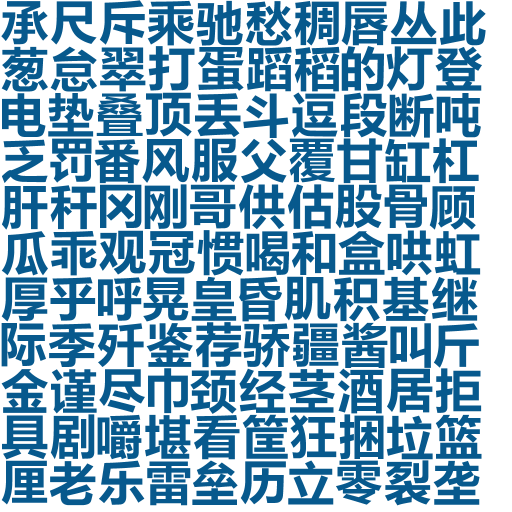 承尺斥乘驰愁稠唇丛此
葱怠翠打蛋蹈稻的灯登
电垫叠顶丢斗逗段断吨
乏罚番风服父覆甘缸杠
肝秆冈刚哥供估股骨顾
瓜乖观冠惯喝和盒哄虹
厚乎呼晃皇昏肌积基继
际季歼鉴荐骄疆酱叫斤
金谨尽巾颈经茎酒居拒
具剧嚼堪看筐狂捆垃篮
厘老乐雷垒历立零裂垄